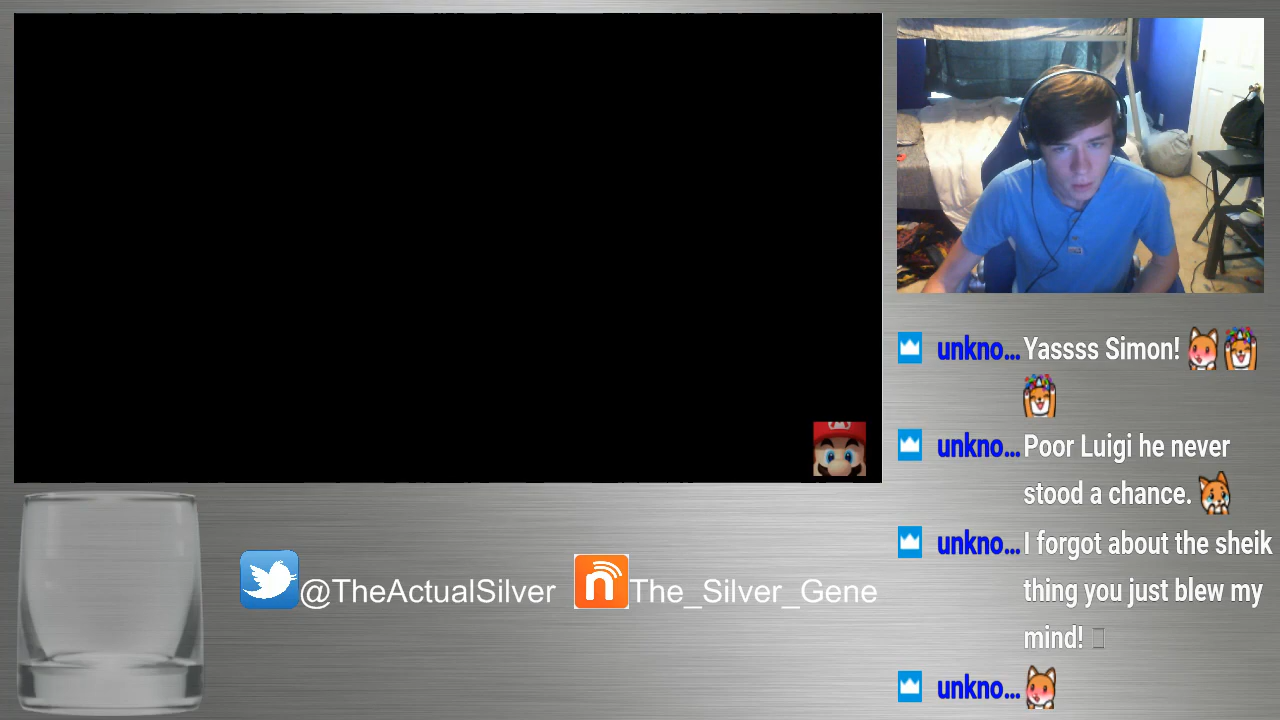 unkno... Yassss Simon!
unkno... Poor Luigi he never
stood a chance.
unkno... I forgot about the sheik
thing you just blew my
mind!
unkno...
@TheActualSilver
The_Silver_Gene